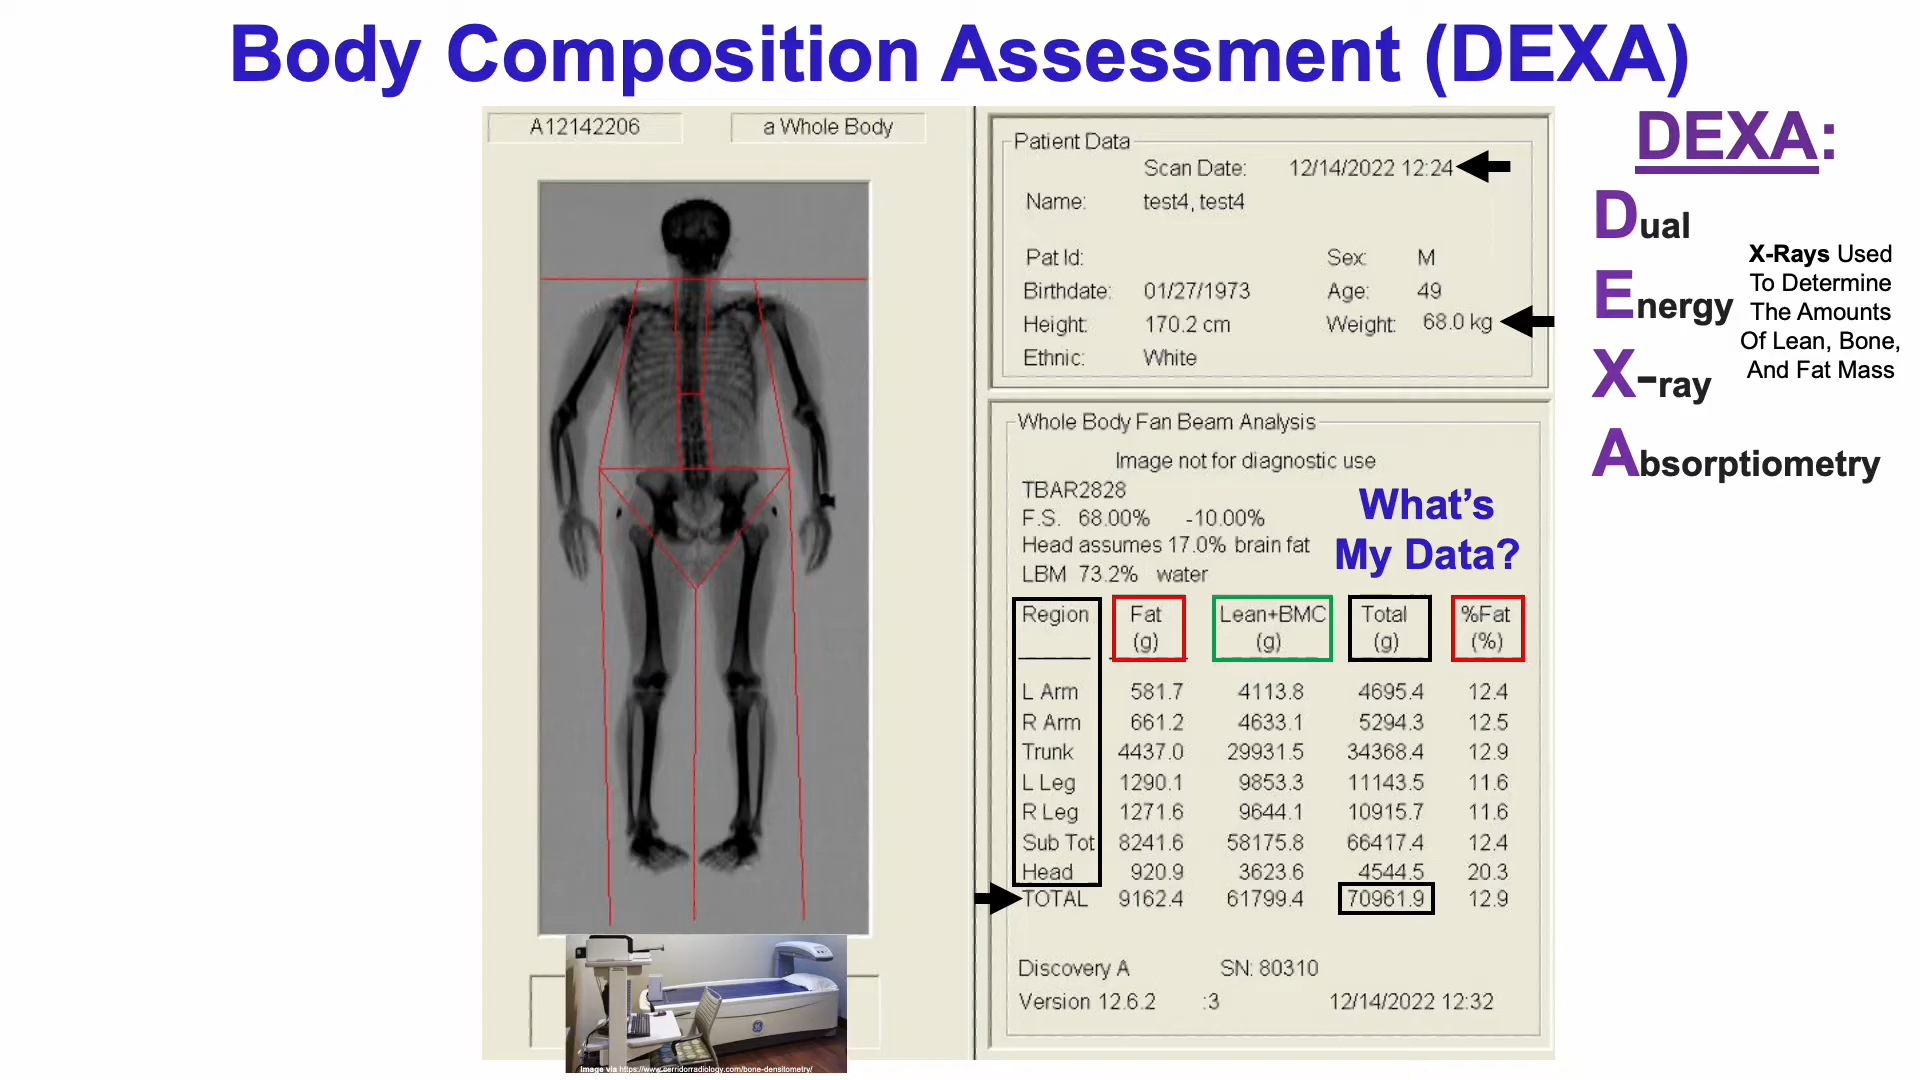 Body Composition Assessment (DEXA)
A12142206
a Whole Body
Patient Data
Scan Date: 12/14/2022 12:24
Name: test4, test4
Pat Id: Sex: M
Birthdate: 01/27/1973 Age: 49
Height: 170.2 cm Weight: 68.0 kg
Ethnic: White
Whole Body Fan Beam Analysis
Image not for diagnostic use
TBAR2828
F.S. 68.00% -10.00%
Head assumes 17.0% brain fat
LBM 73.2% water
What's
My Data?
Region Fat Lean+BMC Total %Fat
(g) (g) (g) (%)
L Arm 581.7 4113.8 4695.4 12.4
R Arm 661.2 4633.1 5294.3 12.5
Trunk 4437.0 29931.5 34368.4 12.9
L Leg 1290.1 9853.3 11143.5 11.6
R Leg 1271.6 9644.1 10915.7 11.6
Sub Tot 8241.6 58175.8 66417.4 12.4
Head 920.9 3623.6 4544.5 20.3
TOTAL 9162.4 61799.4 70961.9 12.9
Discovery A SN: 80310
Version 12.6.2 :3 12/14/2022 12:32
DEXA:
Dual
Energy
X-ray
Absorptiometry
X-Rays Used
To Determine
The Amounts
Of Lean, Bone,
And Fat Mass
Image via https://www.cerridorradiology.com/bone-densitometry/